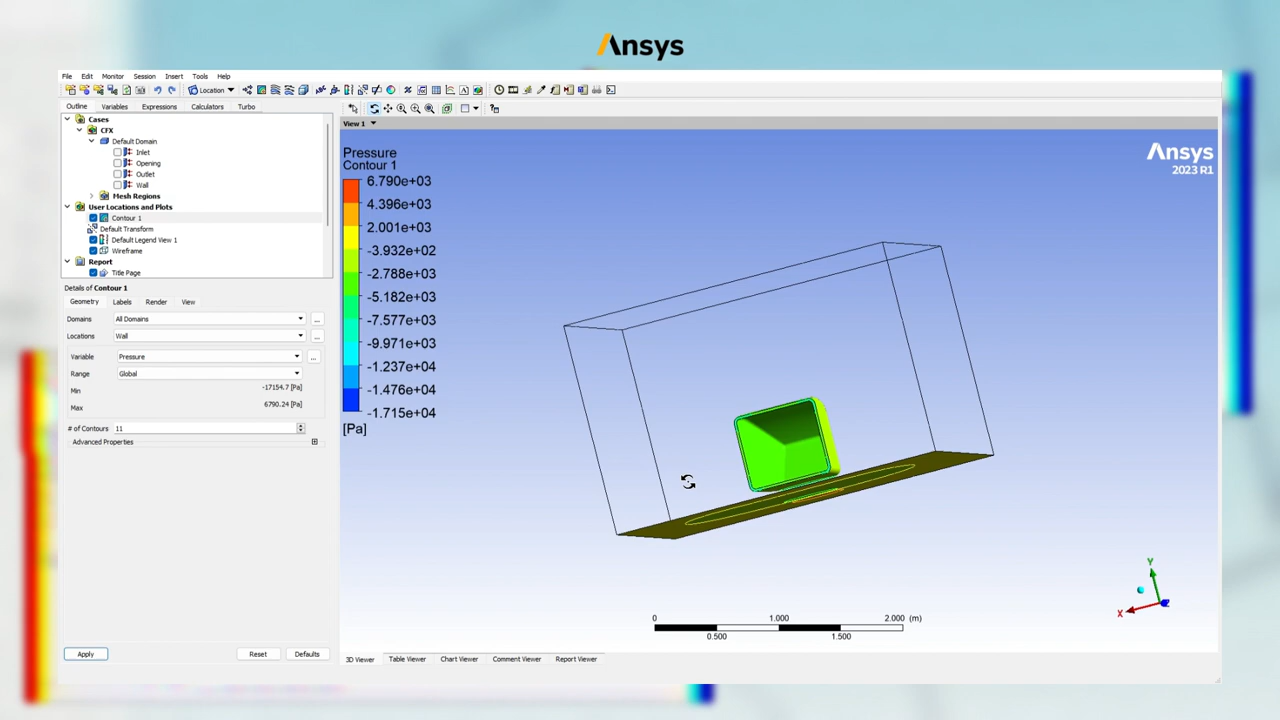 Ansys
File Edit Monitor Session Insert Tools Help
Location
Outline Variables Expressions Calculators Turbo
Cases
CFX
Default Domain
Inlet
Opening
Outlet
Wall
Mesh Regions
User Locations and Plots
Contour 1
Default Transform
Default Legend View 1
Wireframe
Report
Title Page
Details of Contour 1
Geometry Labels Render View
Domains All Domains ...
Locations Wall ...
Variable Pressure ...
Range Global
Min -17154.7 [Pa]
Max 6790.24 [Pa]
# of Contours 11
Advanced Properties
Apply Reset Defaults
View 1
Pressure
Contour 1
6.790e+03
4.396e+03
2.001e+03
-3.932e+02
-2.788e+03
-5.182e+03
-7.577e+03
-9.971e+03
-1.237e+04
-1.476e+04
-1.715e+04
[Pa]
Ansys
2023 R1
Y
X
Z
0 1.000 2.000 (m)
0.500 1.500
3D Viewer Table Viewer Chart Viewer Comment Viewer Report Viewer